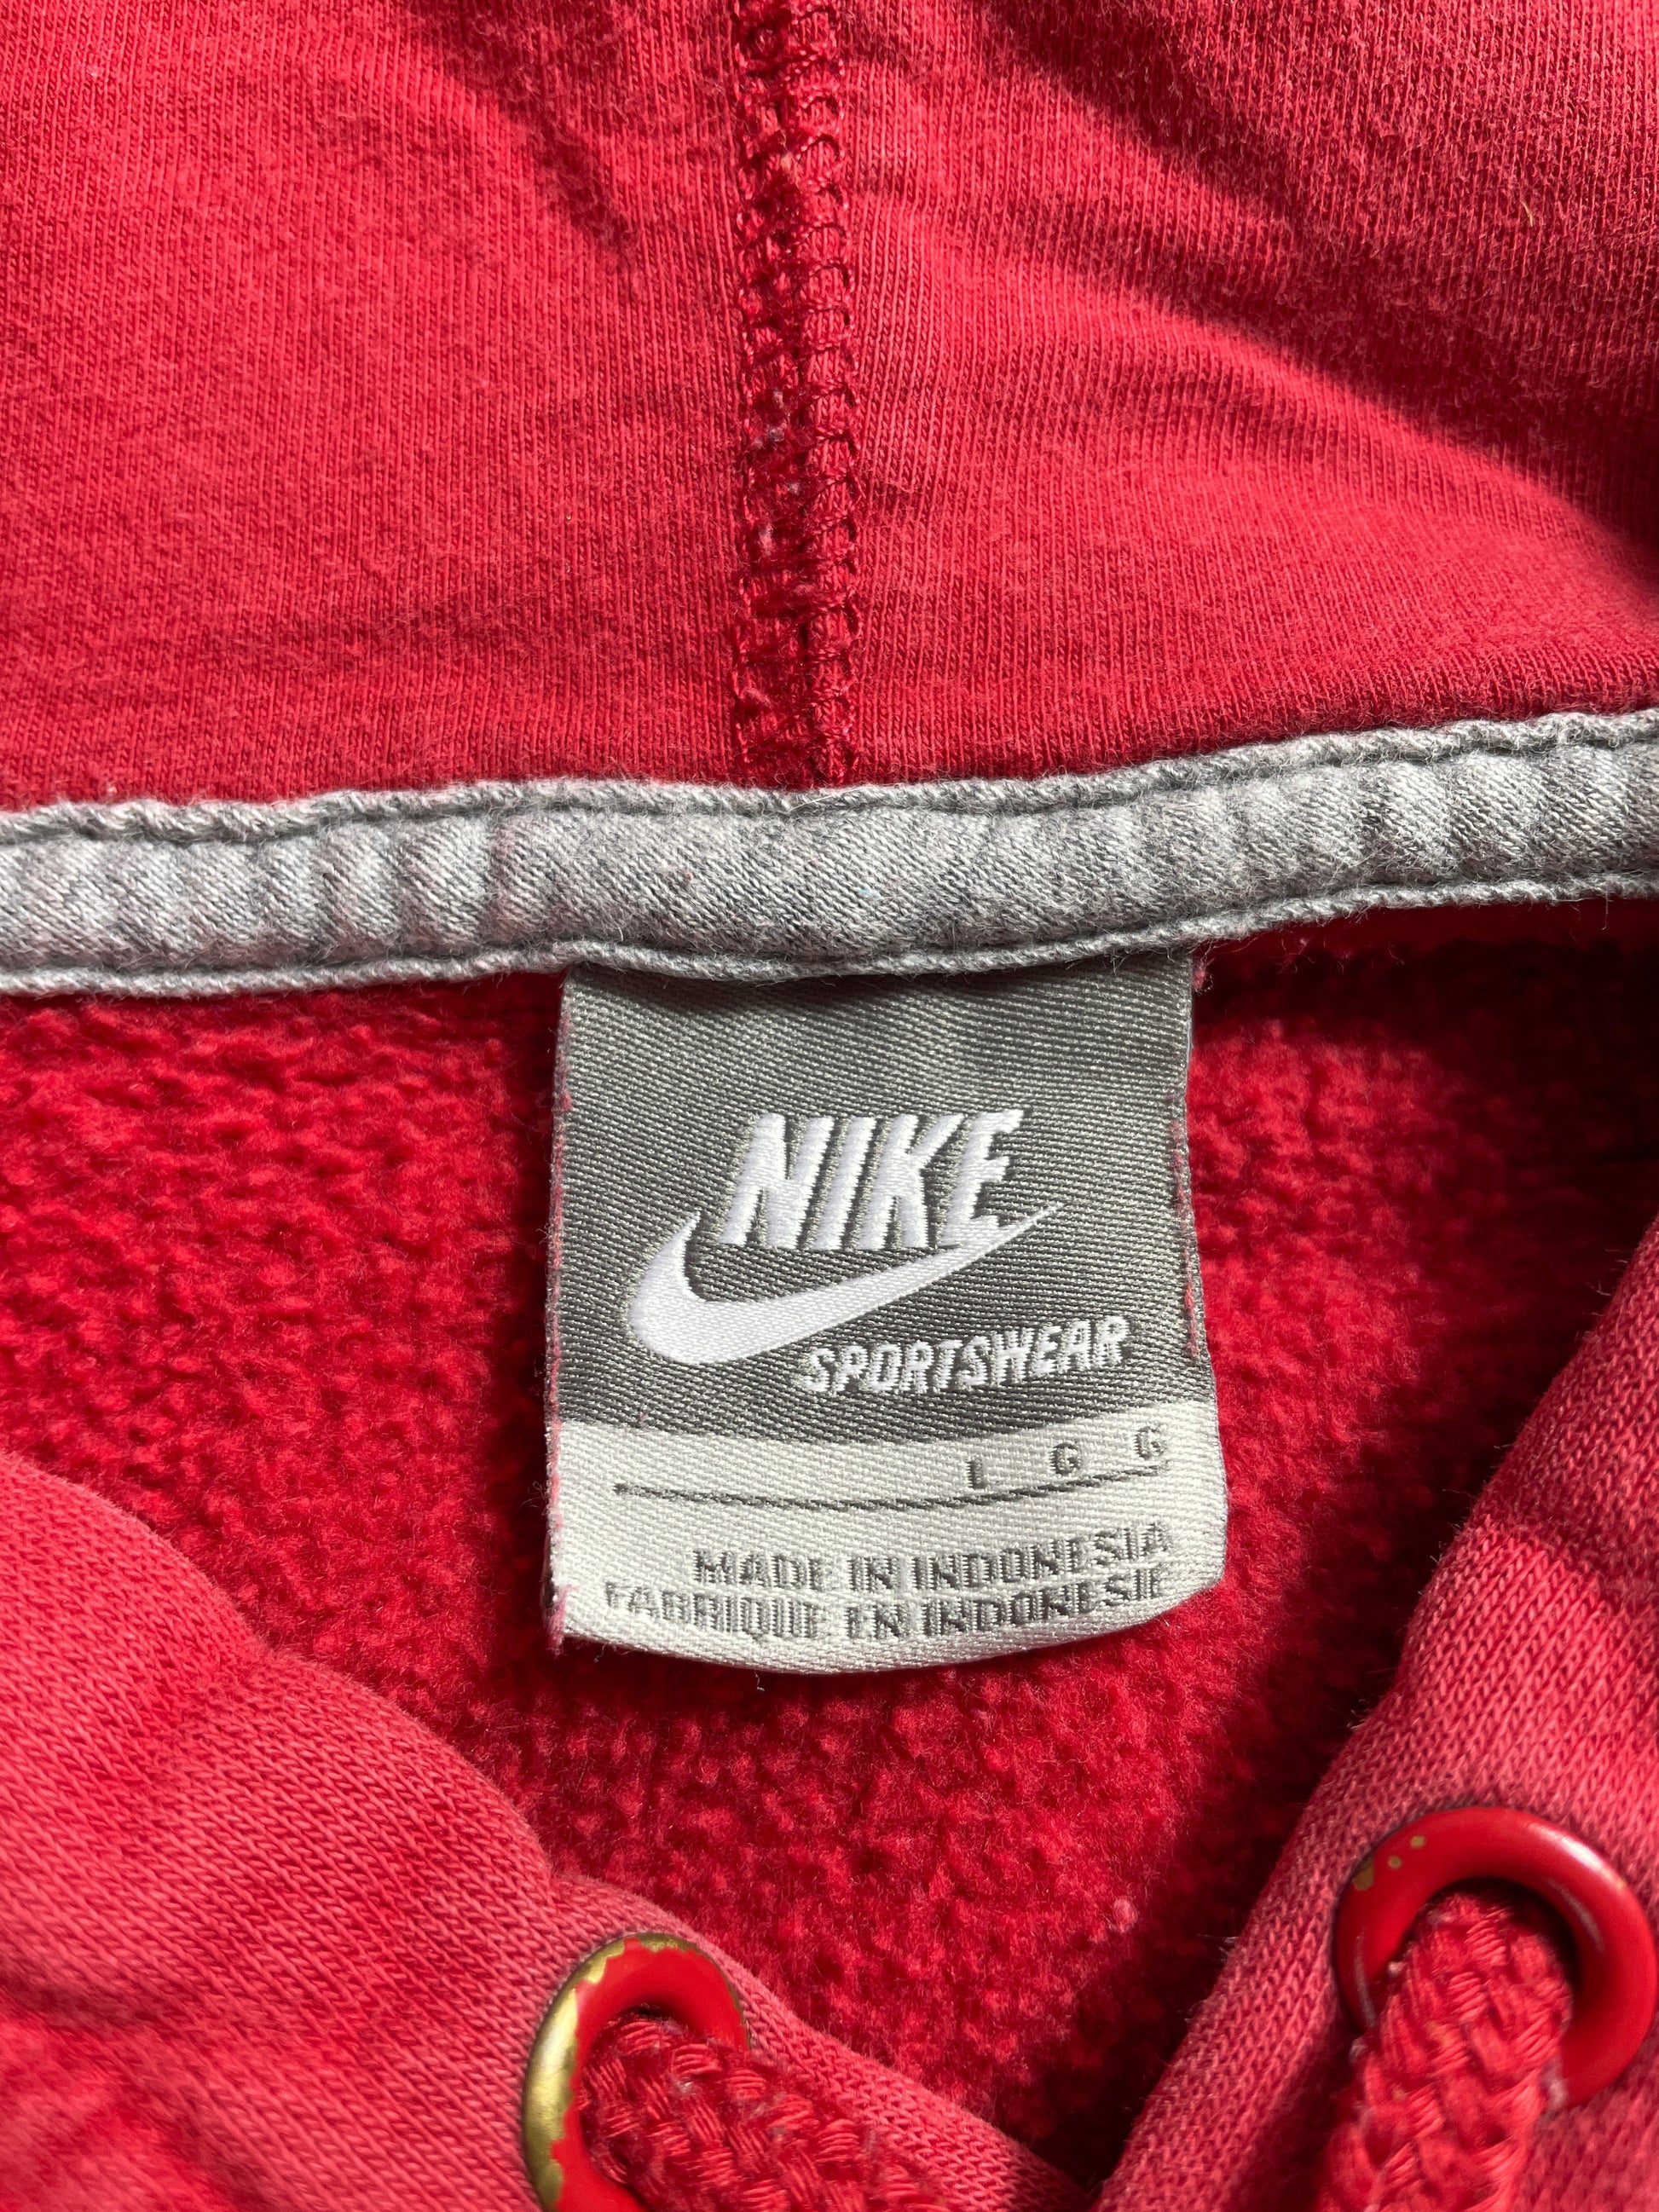 NIKE
SPORTSWEAR
L G G
MADE IN INDONESIA
FABRIQUE EN INDONESIE